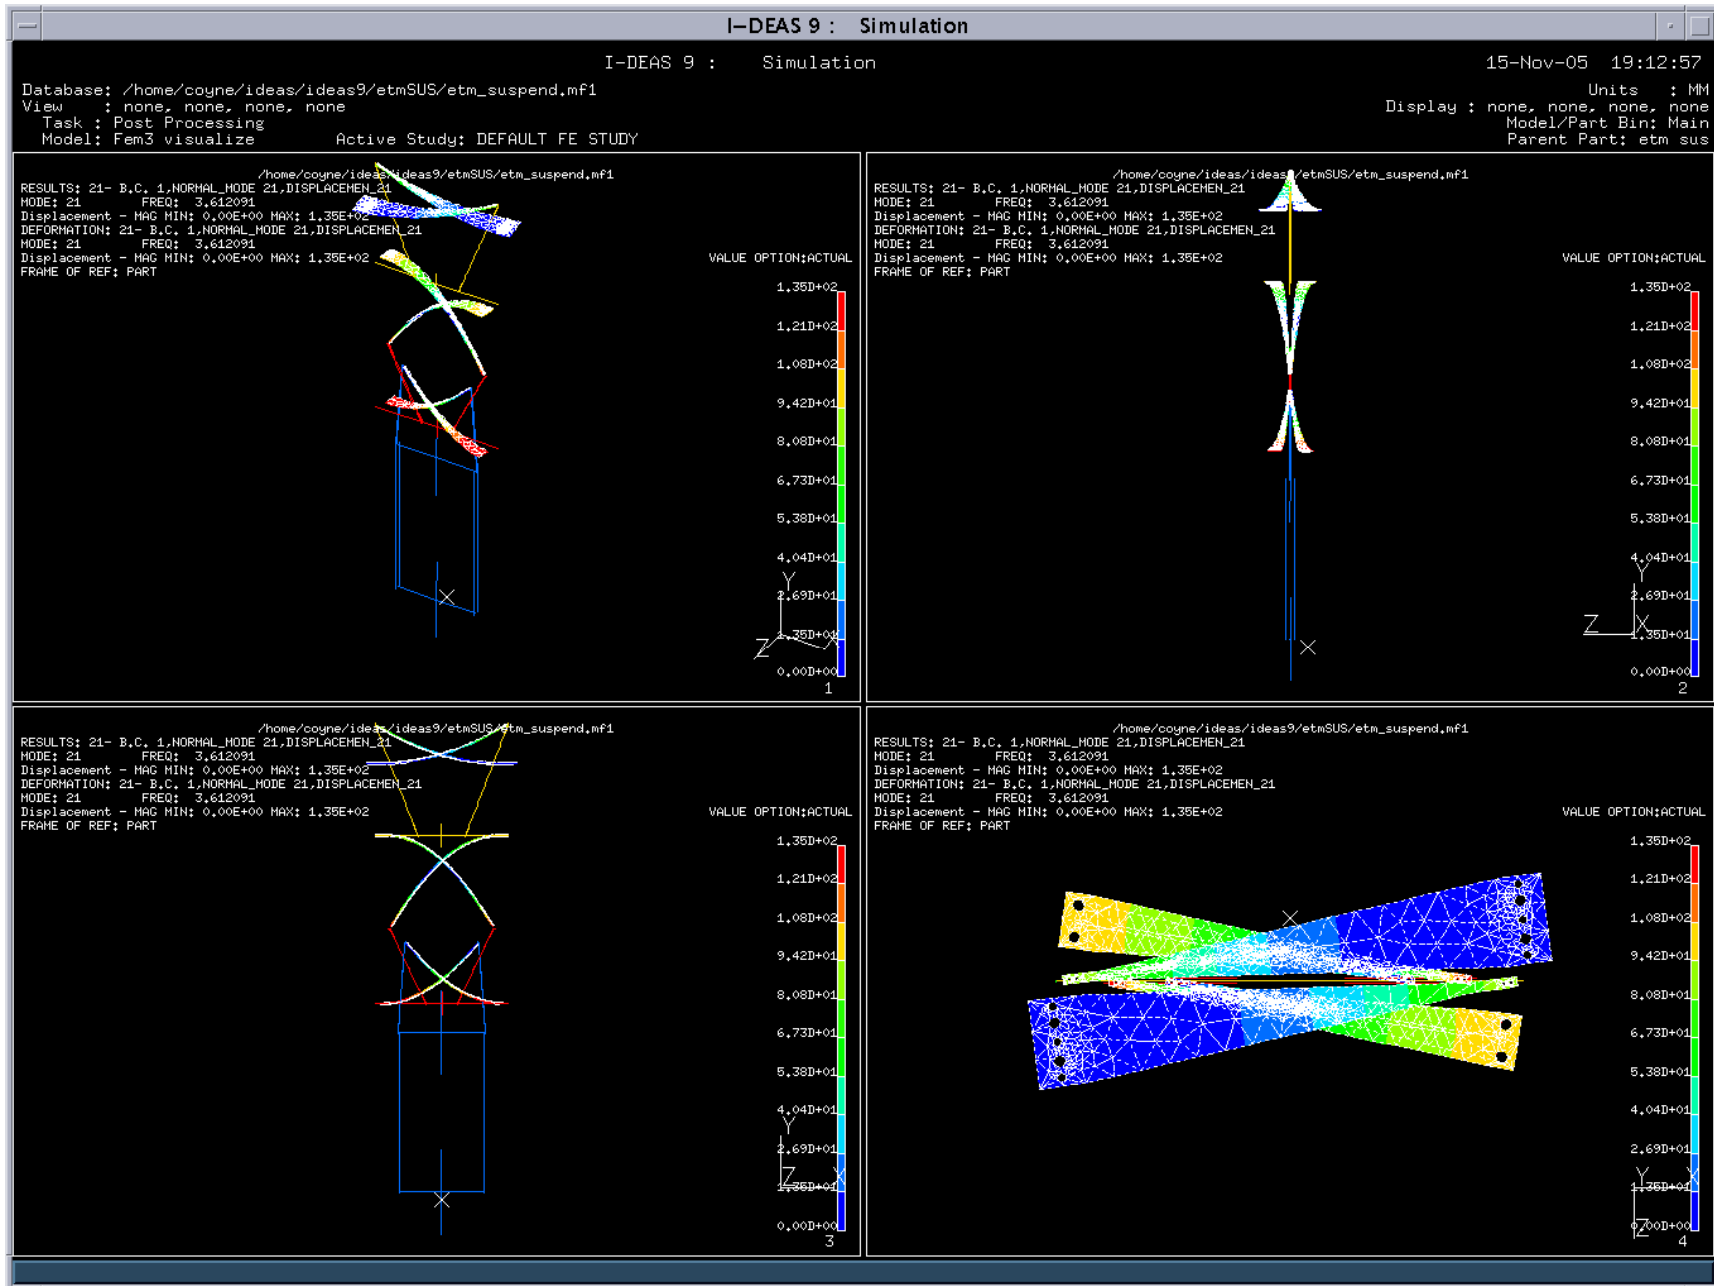 I-DEAS 9 :   Simulation
I-DEAS 9 :    Simulation    15-Nov-05  19:12:57
Database: /home/coyne/ideas/ideas9/etmSUS/etm_suspend.mf1    Units   : MM
View    : none, none, none, none    Display : none, none, none, none
Task : Post Processing    Model/Part Bin: Main
Model: Fem3 visualize    Active Study: DEFAULT FE STUDY    Parent Part: etm sus
/home/coyne/ideas/ideas9/etmSUS/etm_suspend.mf1
RESULTS: 21- B.C. 1,NORMAL_MODE 21,DISPLACEMEN_21
MODE: 21    FREQ:  3.612091
Displacement - MAG MIN: 0.00E+00 MAX: 1.35E+02
DEFORMATION: 21- B.C. 1,NORMAL_MODE 21,DISPLACEMEN_21
MODE: 21    FREQ:  3.612091
Displacement - MAG MIN: 0.00E+00 MAX: 1.35E+02    VALUE OPTION:ACTUAL
FRAME OF REF: PART
1.35D+02
1.21D+02
1.08D+02
9.42D+01
8.08D+01
6.73D+01
5.38D+01
4.04D+01
2.69D+01
1.35D+01
0.00D+00
Y
Z
X
1
/home/coyne/ideas/ideas9/etmSUS/etm_suspend.mf1
RESULTS: 21- B.C. 1,NORMAL_MODE 21,DISPLACEMEN_21
MODE: 21    FREQ:  3.612091
Displacement - MAG MIN: 0.00E+00 MAX: 1.35E+02
DEFORMATION: 21- B.C. 1,NORMAL_MODE 21,DISPLACEMEN_21
MODE: 21    FREQ:  3.612091
Displacement - MAG MIN: 0.00E+00 MAX: 1.35E+02    VALUE OPTION:ACTUAL
FRAME OF REF: PART
1.35D+02
1.21D+02
1.08D+02
9.42D+01
8.08D+01
6.73D+01
5.38D+01
4.04D+01
2.69D+01
1.35D+01
0.00D+00
Y
Z
X
2
/home/coyne/ideas/ideas9/etmSUS/etm_suspend.mf1
RESULTS: 21- B.C. 1,NORMAL_MODE 21,DISPLACEMEN_21
MODE: 21    FREQ:  3.612091
Displacement - MAG MIN: 0.00E+00 MAX: 1.35E+02
DEFORMATION: 21- B.C. 1,NORMAL_MODE 21,DISPLACEMEN_21
MODE: 21    FREQ:  3.612091
Displacement - MAG MIN: 0.00E+00 MAX: 1.35E+02    VALUE OPTION:ACTUAL
FRAME OF REF: PART
1.35D+02
1.21D+02
1.08D+02
9.42D+01
8.08D+01
6.73D+01
5.38D+01
4.04D+01
2.69D+01
1.35D+01
0.00D+00
Y
Z
X
3
/home/coyne/ideas/ideas9/etmSUS/etm_suspend.mf1
RESULTS: 21- B.C. 1,NORMAL_MODE 21,DISPLACEMEN_21
MODE: 21    FREQ:  3.612091
Displacement - MAG MIN: 0.00E+00 MAX: 1.35E+02
DEFORMATION: 21- B.C. 1,NORMAL_MODE 21,DISPLACEMEN_21
MODE: 21    FREQ:  3.612091
Displacement - MAG MIN: 0.00E+00 MAX: 1.35E+02    VALUE OPTION:ACTUAL
FRAME OF REF: PART
1.35D+02
1.21D+02
1.08D+02
9.42D+01
8.08D+01
6.73D+01
5.38D+01
4.04D+01
2.69D+01
1.35D+01
0.00D+00
Y
X
Z
4